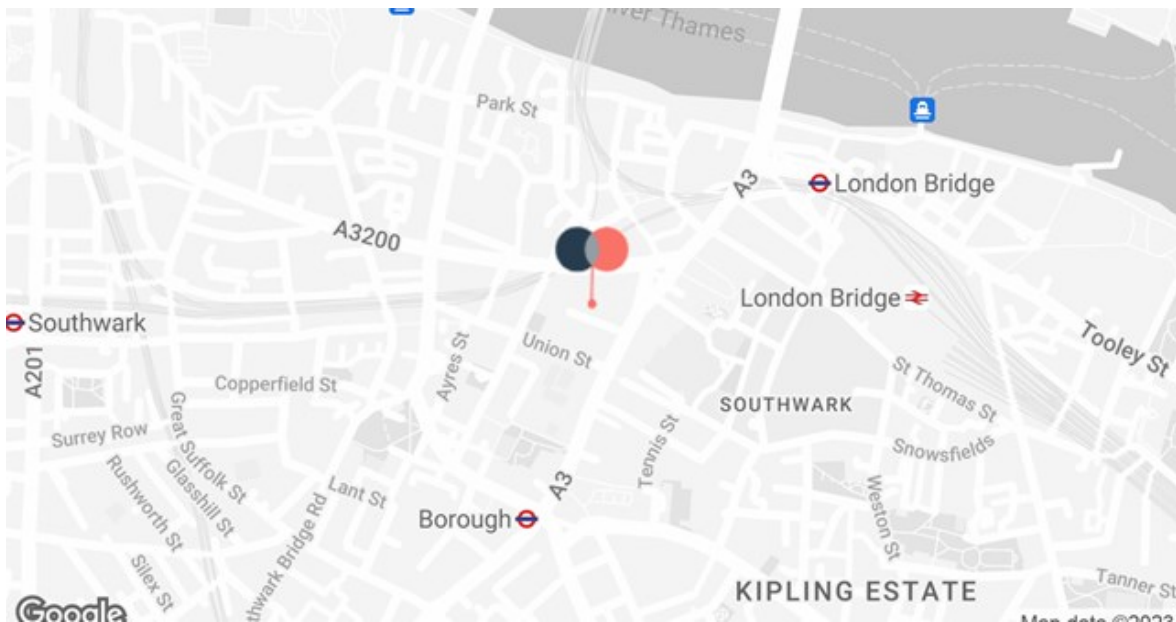 River Thames
Park St
A3
London Bridge
A3200
London Bridge
Southwark
A201
Union St
Ayres St
Tooley St
Copperfield St
St Thomas St
SOUTHWARK
Surrey Row
Great Suffolk St
Snowsfields
Tennis St
Rushworth St
Glasshill St
Lant St
A3
Weston St
Borough
thwark Bridge Rd
Silex St
Tanner St
KIPLING ESTATE
Google
Map data ©2023